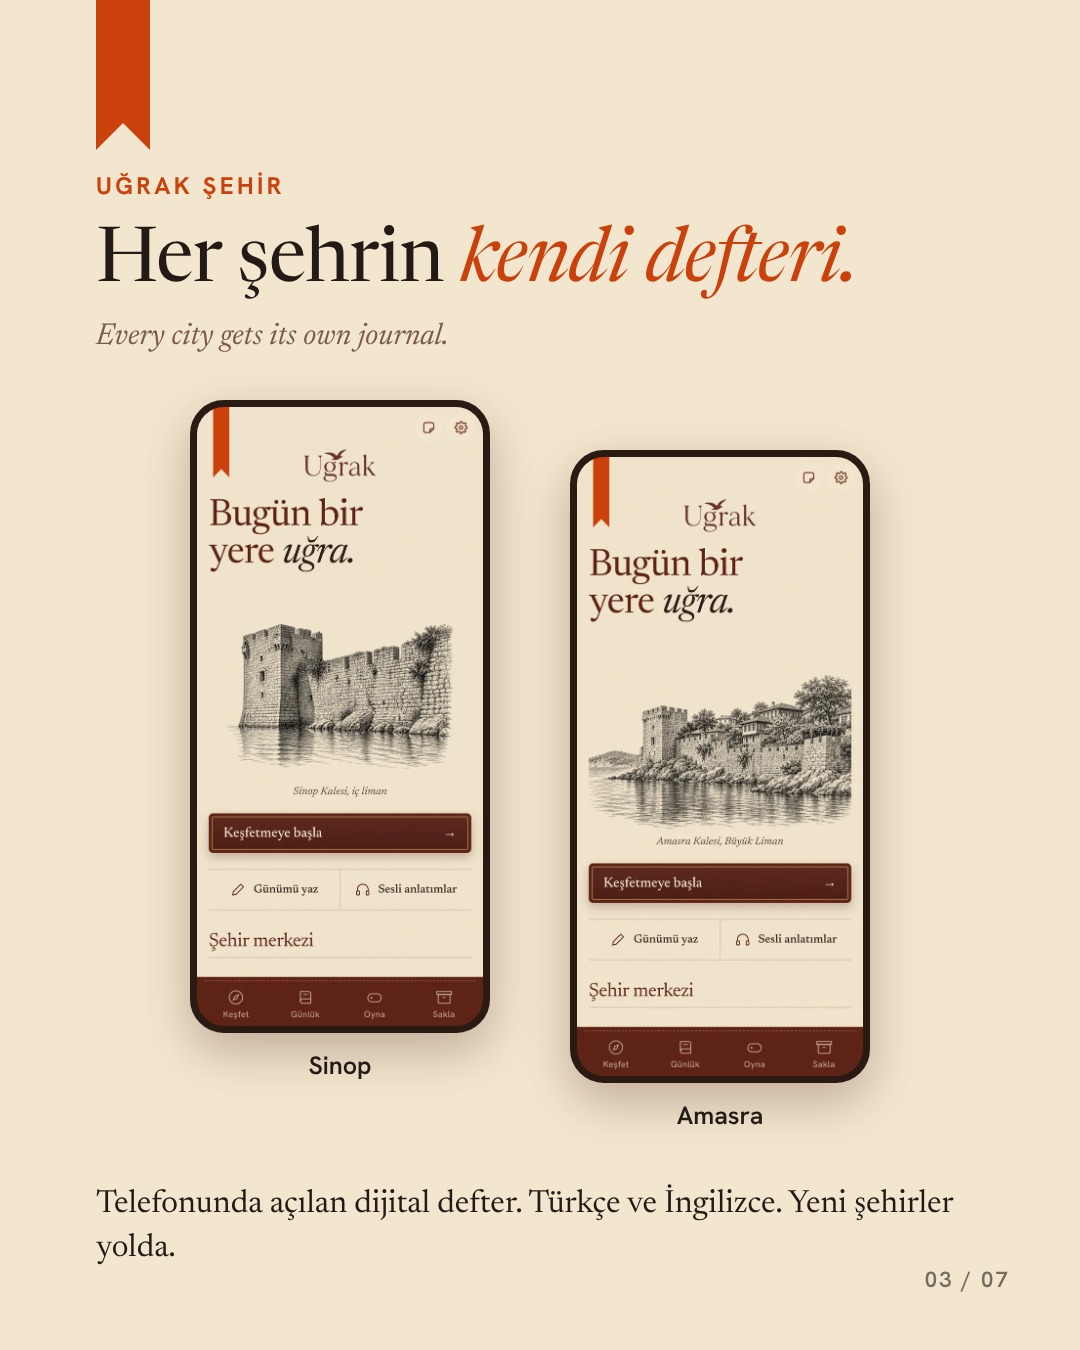 UĞRAK ŞEHİR
Her şehrin kendi defteri.
Every city gets its own journal.
Uğrak
Bugün bir
yere uğra.
Sinop Kalesi, iç liman
Keşfetmeye başla →
Günümü yaz
Sesli anlatımlar
Şehir merkezi
Keşfet
Günlük
Oyna
Sakla
Sinop
Uğrak
Bugün bir
yere uğra.
Amasra Kalesi, Büyük Liman
Keşfetmeye başla →
Günümü yaz
Sesli anlatımlar
Şehir merkezi
Keşfet
Günlük
Oyna
Sakla
Amasra
Telefonunda açılan dijital defter. Türkçe ve İngilizce. Yeni şehirler
yolda.
03 / 07